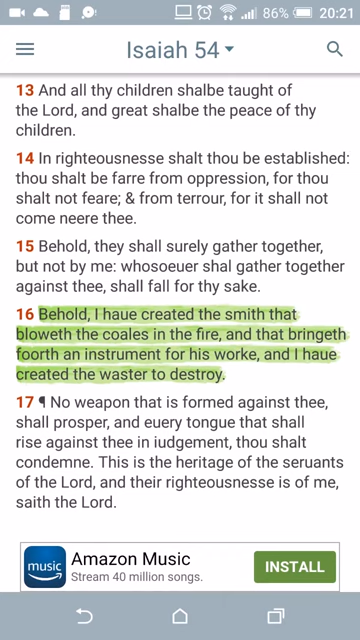 86% 20:21
Isaiah 54
13 And all thy children shalbe taught of
the Lord, and great shalbe the peace of thy
children.
14 In righteousnesse shalt thou be established:
thou shalt be farre from oppression, for thou
shalt not feare; & from terrour, for it shall not
come neere thee.
15 Behold, they shall surely gather together,
but not by me: whosoeuer shal gather together
against thee, shall fall for thy sake.
16 Behold, I haue created the smith that
bloweth the coales in the fire, and that bringeth
foorth an instrument for his worke, and I haue
created the waster to destroy.
17 ¶ No weapon that is formed against thee,
shall prosper, and euery tongue that shall
rise against thee in iudgement, thou shalt
condemne. This is the heritage of the seruants
of the Lord, and their righteousnesse is of me,
saith the Lord.
music
Amazon Music
Stream 40 million songs.
INSTALL